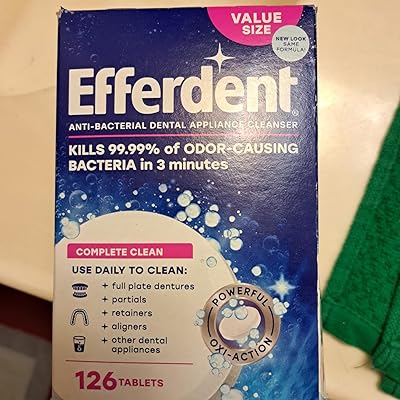 VALUE
SIZE
NEW LOOK
SAME
FORMULA!
Efferdent
ANTI-BACTERIAL DENTAL APPLIANCE CLEANSER
KILLS 99.99% of ODOR-CAUSING
BACTERIA in 3 minutes
COMPLETE CLEAN
USE DAILY TO CLEAN:
+ full plate dentures
+ partials
+ retainers
+ aligners
+ other dental
appliances
POWERFUL
OXI-ACTION
126 TABLETS